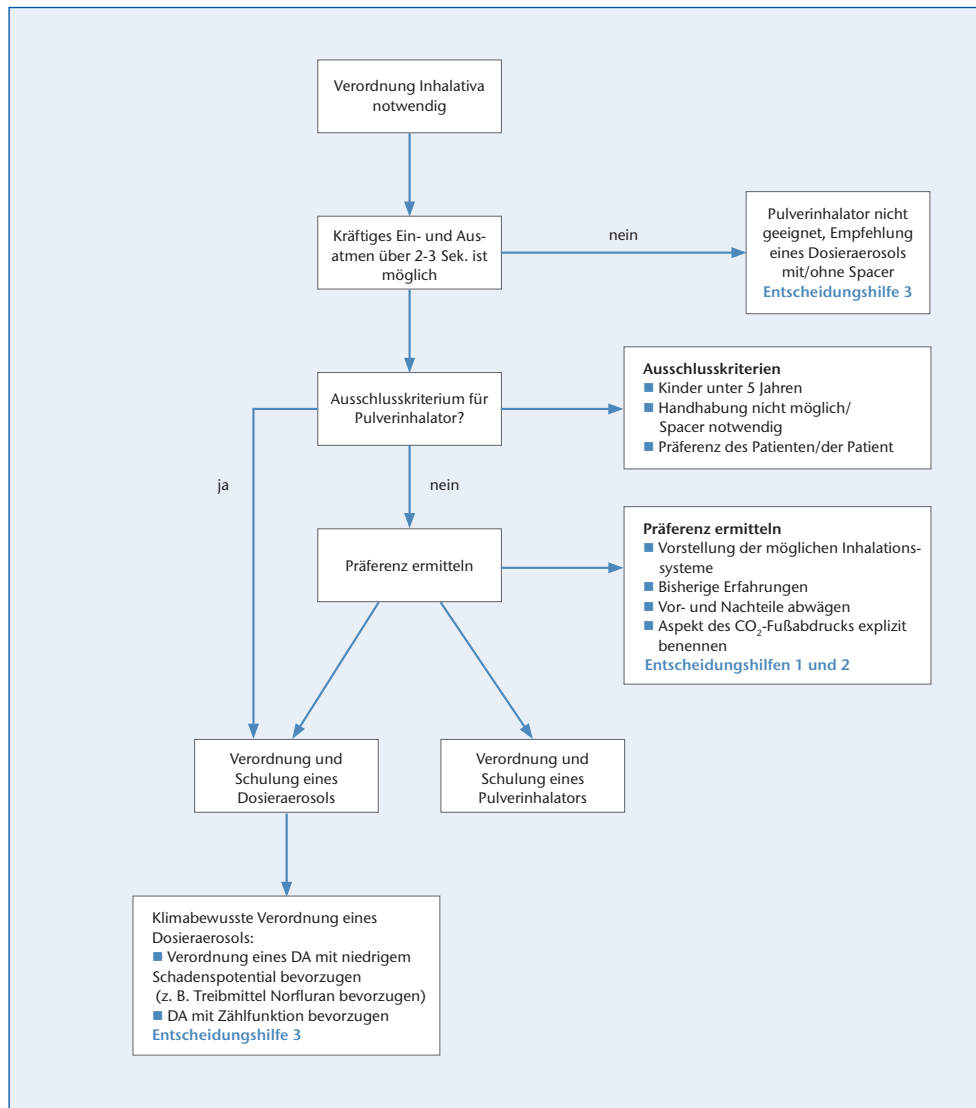 Verordnung Inhalativa
notwendig
Kräftiges Ein- und Aus-
atmen über 2-3 Sek. ist
möglich
nein
Pulverinhalator nicht
geeignet, Empfehlung
eines Dosieraerosols
mit/ohne Spacer
Entscheidungshilfe 3
Ausschlusskriterium für
Pulverinhalator?
Ausschlusskriterien
■ Kinder unter 5 Jahren
■ Handhabung nicht möglich/
Spacer notwendig
■ Präferenz des Patienten/der Patient
ja
nein
Präferenz ermitteln
Präferenz ermitteln
■ Vorstellung der möglichen Inhalations-
systeme
■ Bisherige Erfahrungen
■ Vor- und Nachteile abwägen
■ Aspekt des CO₂-Fußabdrucks explizit
benennen
Entscheidungshilfen 1 und 2
Verordnung und
Schulung eines
Dosieraerosols
Verordnung und
Schulung eines
Pulverinhalators
Klimabewusste Verordnung eines
Dosieraerosols:
■ Verordnung eines DA mit niedrigem
Schadenspotential bevorzugen
(z. B. Treibmittel Norfluran bevorzugen)
■ DA mit Zählfunktion bevorzugen
Entscheidungshilfe 3